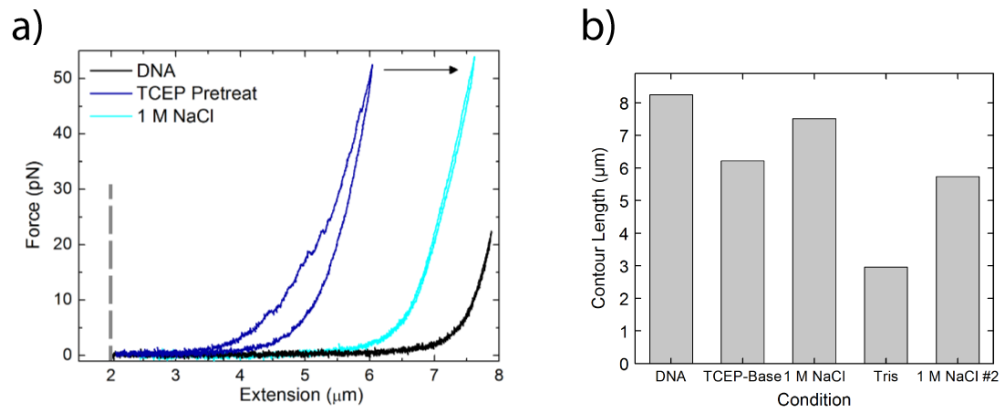 a)
DNA
TCEP Pretreat
1 M NaCl
Force (pN)
50
40
30
20
10
0
2
3
4
5
6
7
8
Extension (μm)
b)
Contour Length (μm)
8
7
6
5
4
3
2
1
0
DNA
TCEP-Base
1 M NaCl
Tris
1 M NaCl #2
Condition